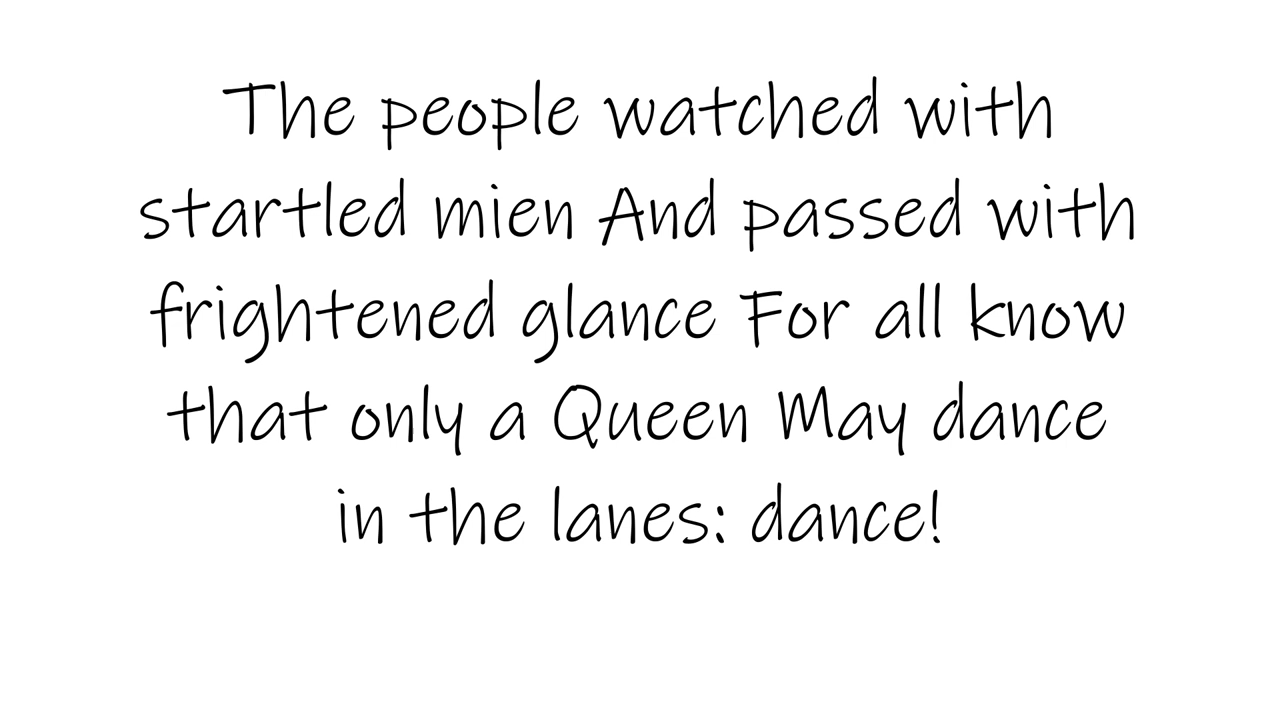 The people watched with
startled mien And passed with
frightened glance For all know
that only a Queen May dance
in the lanes: dance!